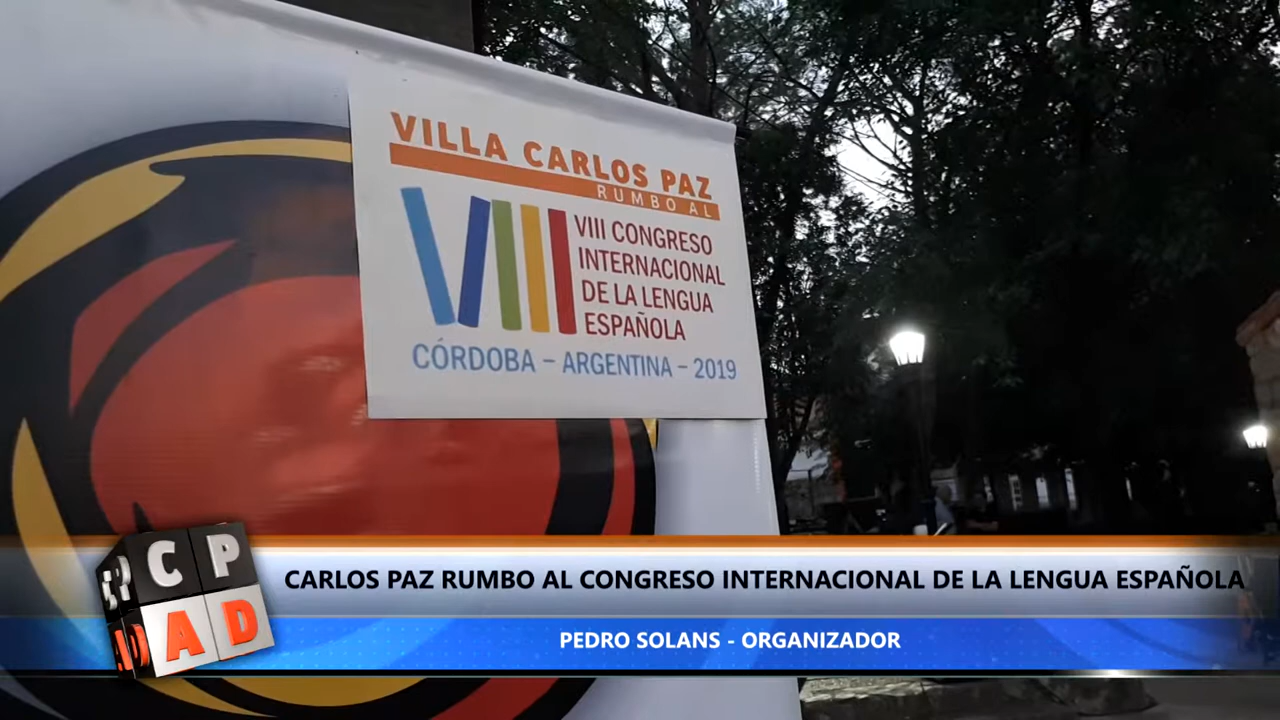 VILLA CARLOS PAZ
RUMBO AL
VIII
VIII CONGRESO
INTERNACIONAL
DE LA LENGUA
ESPAÑOLA
CÓRDOBA – ARGENTINA – 2019
CP
AD
CARLOS PAZ RUMBO AL CONGRESO INTERNACIONAL DE LA LENGUA ESPAÑOLA
PEDRO SOLANS - ORGANIZADOR